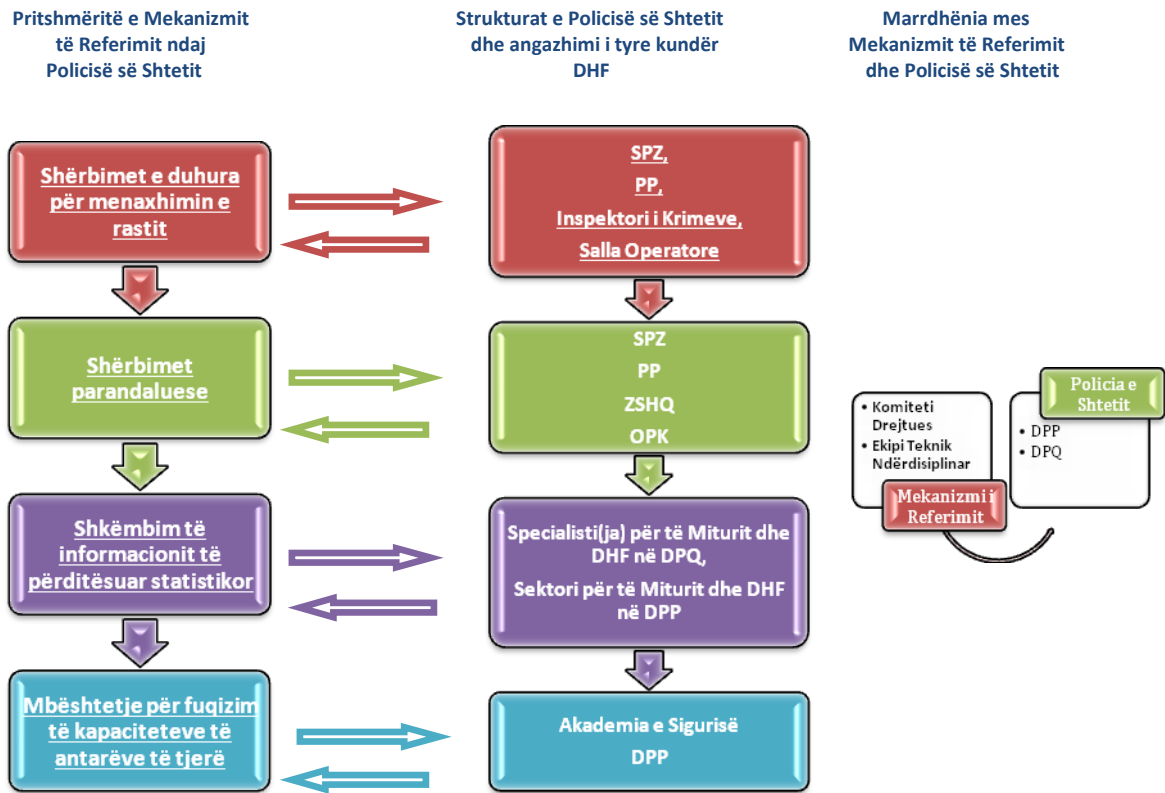 Pritshmëritë e Mekanizmit
të Referimit ndaj
Policisë së Shtetit
Strukturat e Policisë së Shtetit
dhe angazhimi i tyre kundër
DHF
Marrdhënia mes
Mekanizmit të Referimit
dhe Policisë së Shtetit
Shërbimet e duhura
për menaxhimin e
rastit
SPZ,
PP,
Inspektori i Krimeve,
Salla Operatore
Shërbimet
parandaluese
SPZ
PP
ZSHQ
OPK
Shkëmbim të
informacionit të
përditësuar statistikor
Specialisti(ja) për të Miturit dhe
DHF në DPQ,
Sektori për të Miturit dhe DHF
në DPP
Mbështetje për fuqizim
të kapaciteteve të
antarëve të tjerë
Akademia e Sigurisë
DPP
• Komiteti
Drejtues
• Ekipi Teknik
Ndërdisiplinar
Mekanizmi i
Referimit
Policia e
Shtetit
• DPP
• DPQ